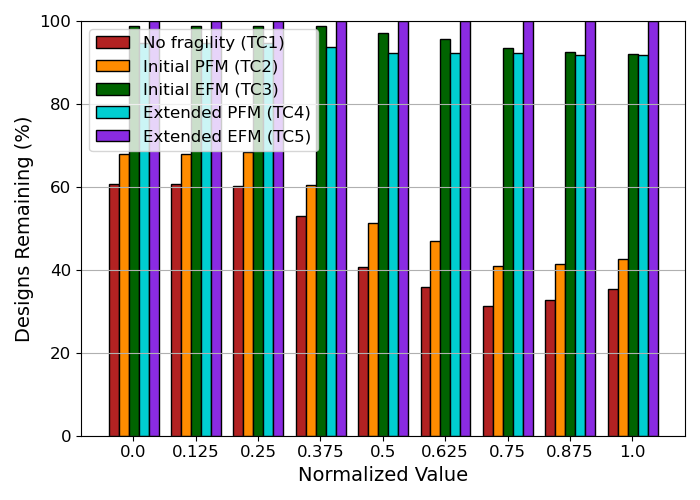 100
80
60
40
20
0
Designs Remaining (%)
No fragility (TC1)
Initial PFM (TC2)
Initial EFM (TC3)
Extended PFM (TC4)
Extended EFM (TC5)
0.0 0.125 0.25 0.375 0.5 0.625 0.75 0.875 1.0
Normalized Value